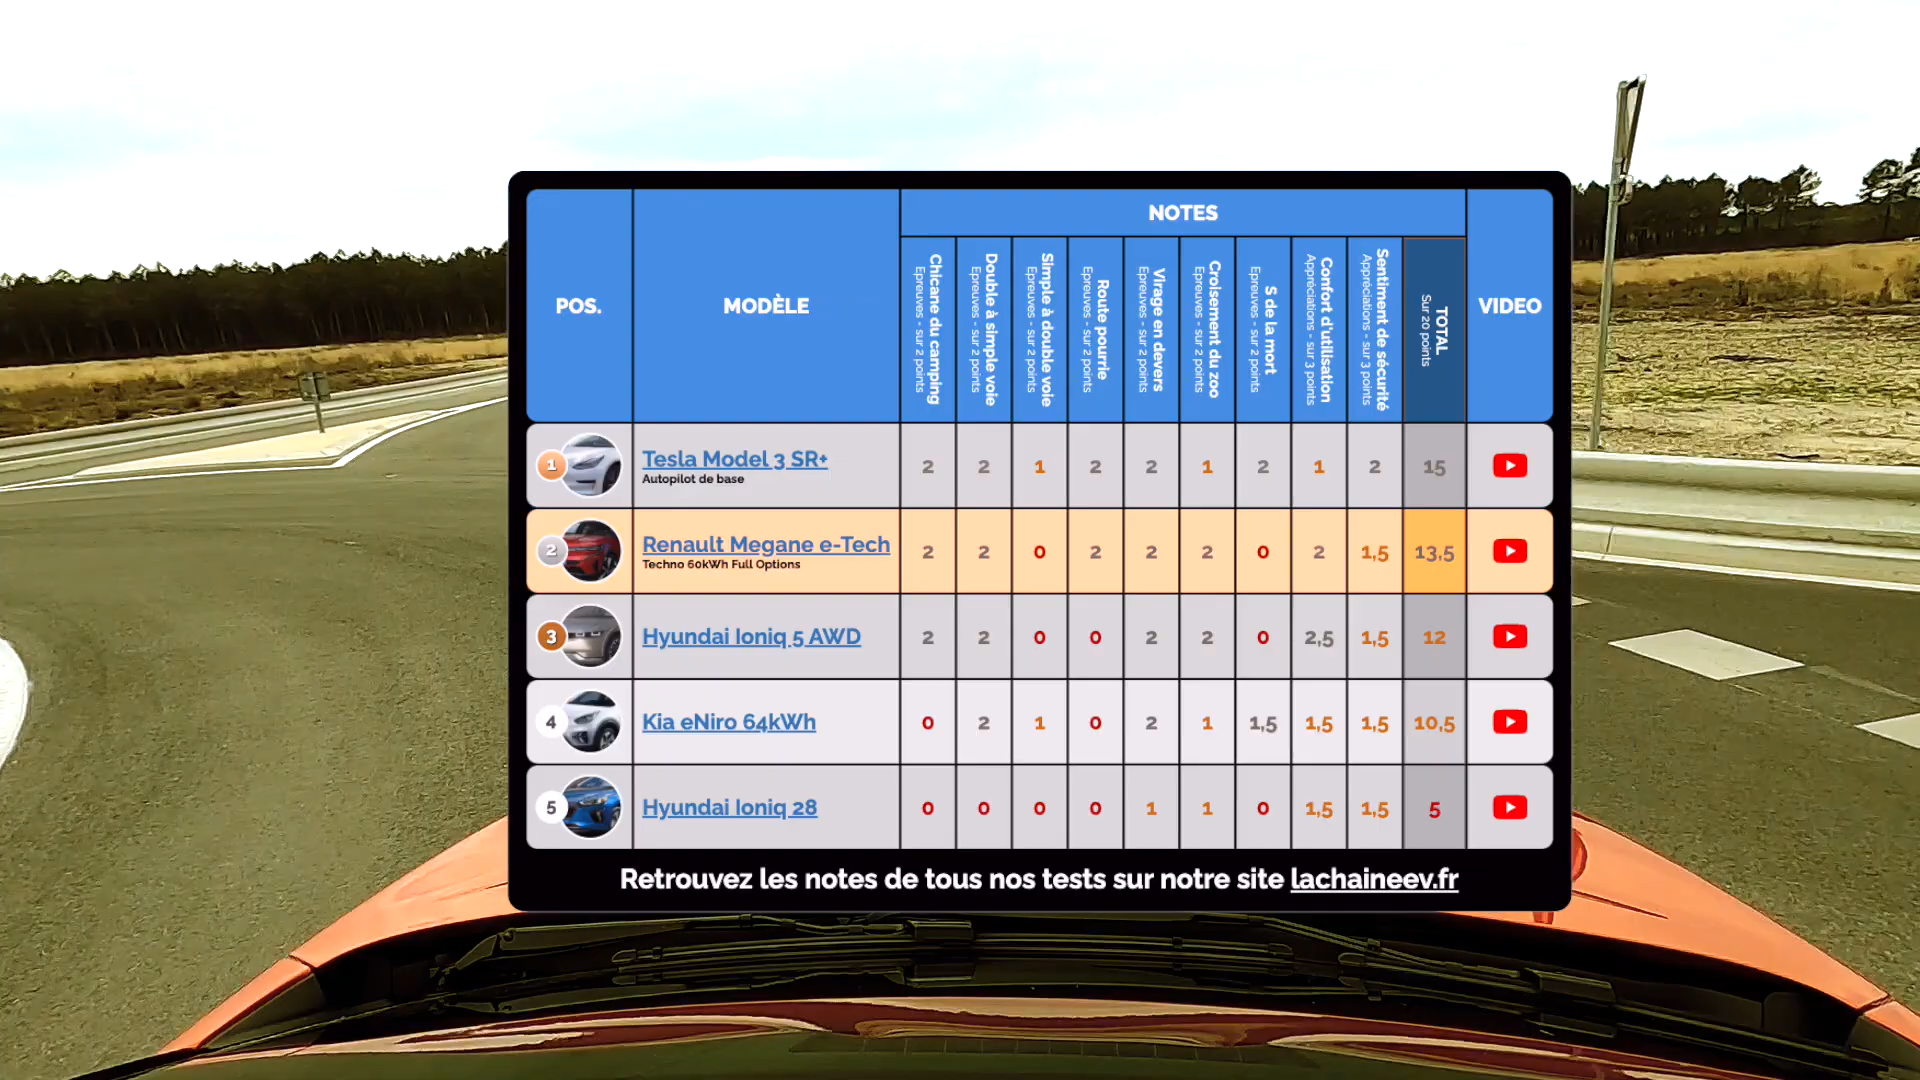 POS.
MODÈLE
NOTES
Chicane du camping
Epreuves - sur 2 points
Double à simple voie
Epreuves - sur 2 points
Simple à double voie
Epreuves - sur 2 points
Route pourrie
Epreuves - sur 2 points
Virage en devers
Epreuves - sur 2 points
Croisement du zoo
Epreuves - sur 2 points
S de la mort
Epreuves - sur 2 points
Confort d'utilisation
Appréciations - sur 3 points
Sentiment de sécurité
Appréciations - sur 3 points
TOTAL
Sur 20 points
VIDEO
1 Tesla Model 3 SR+ 2 2 1 2 2 1 2 1 2 15
Autopilot de base
2 Renault Megane e-Tech 2 2 0 2 2 2 0 2 1,5 13,5
Techno 60kWh Full Options
3 Hyundai Ioniq 5 AWD 2 2 0 0 2 2 0 2,5 1,5 12
4 Kia eNiro 64kWh 0 2 1 0 2 1 1,5 1,5 1,5 10,5
5 Hyundai Ioniq 28 0 0 0 0 1 1 0 1,5 1,5 5
Retrouvez les notes de tous nos tests sur notre site lachaineev.fr